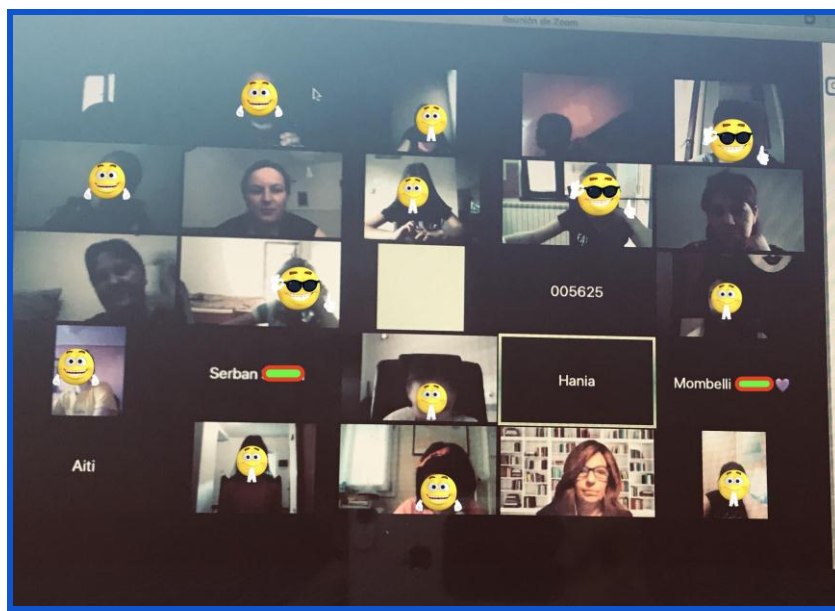 Reunión de Zoom
005625
Serban
Hania
Mombelli 💜
Aiti